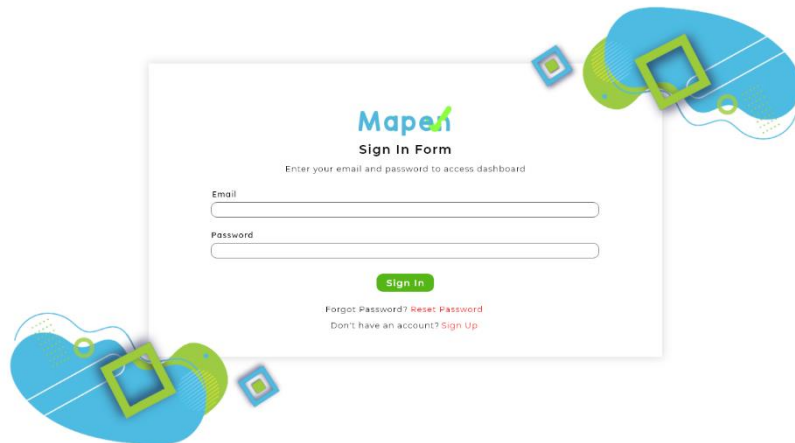 Mapen
Sign In Form
Enter your email and password to access dashboard
Email
Password
Sign In
Forgot Password? Reset Password
Don't have an account? Sign Up